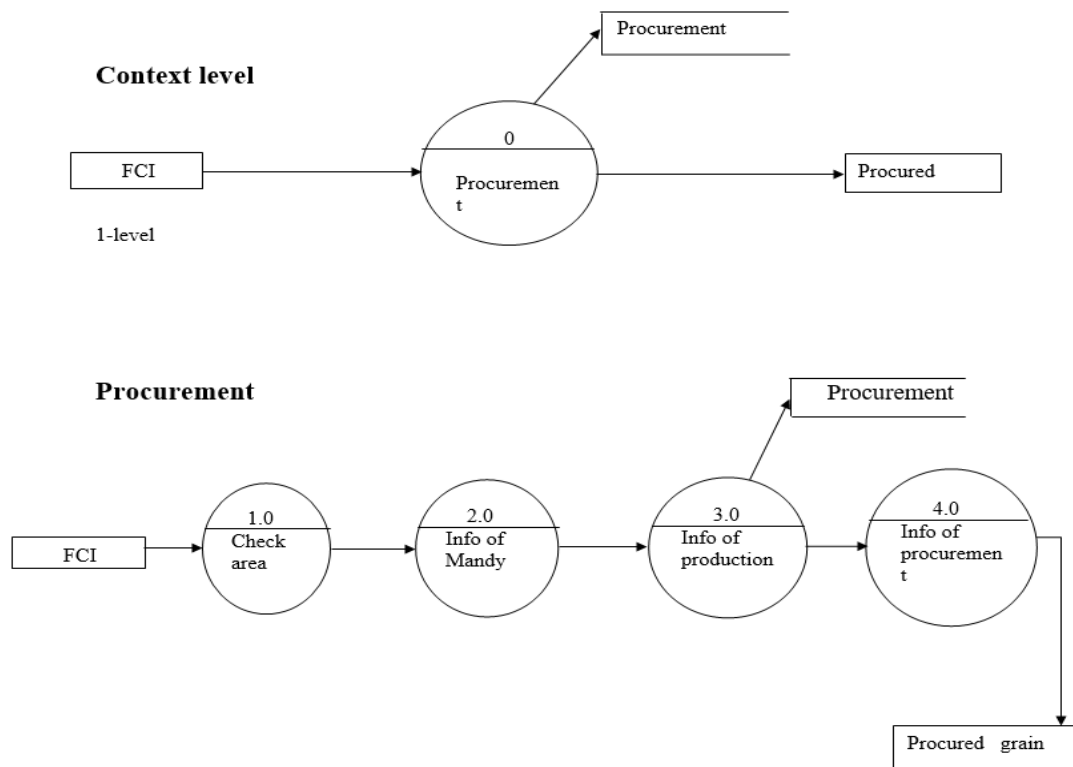 Procurement
Context level
0
FCI
Procuremen
t
Procured
1-level
Procurement
Procurement
1.0
Check
area
2.0
Info of
Mandy
3.0
Info of
production
4.0
Info of
procuremen
t
FCI
Procured grain